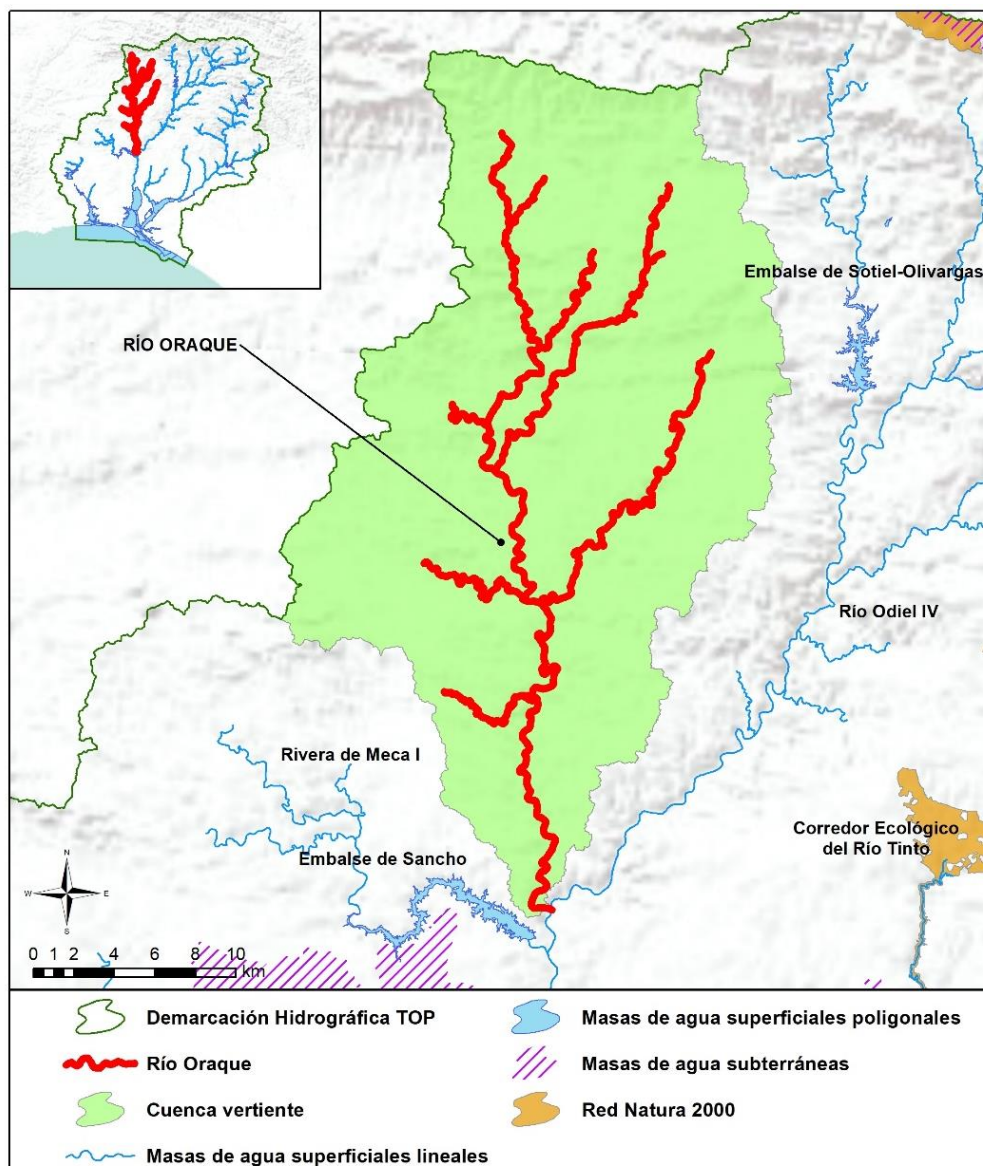 Embalse de Sotiel-Olivargas
RÍO ORAQUE
Río Odiel IV
Rivera de Meca I
Corredor Ecológico
del Río Tinto
Embalse de Sancho
N
W E
S
0 1 2 4 6 8 10
km
Demarcación Hidrográfica TOP
Masas de agua superficiales poligonales
Río Oraque
Masas de agua subterráneas
Cuenca vertiente
Red Natura 2000
Masas de agua superficiales lineales